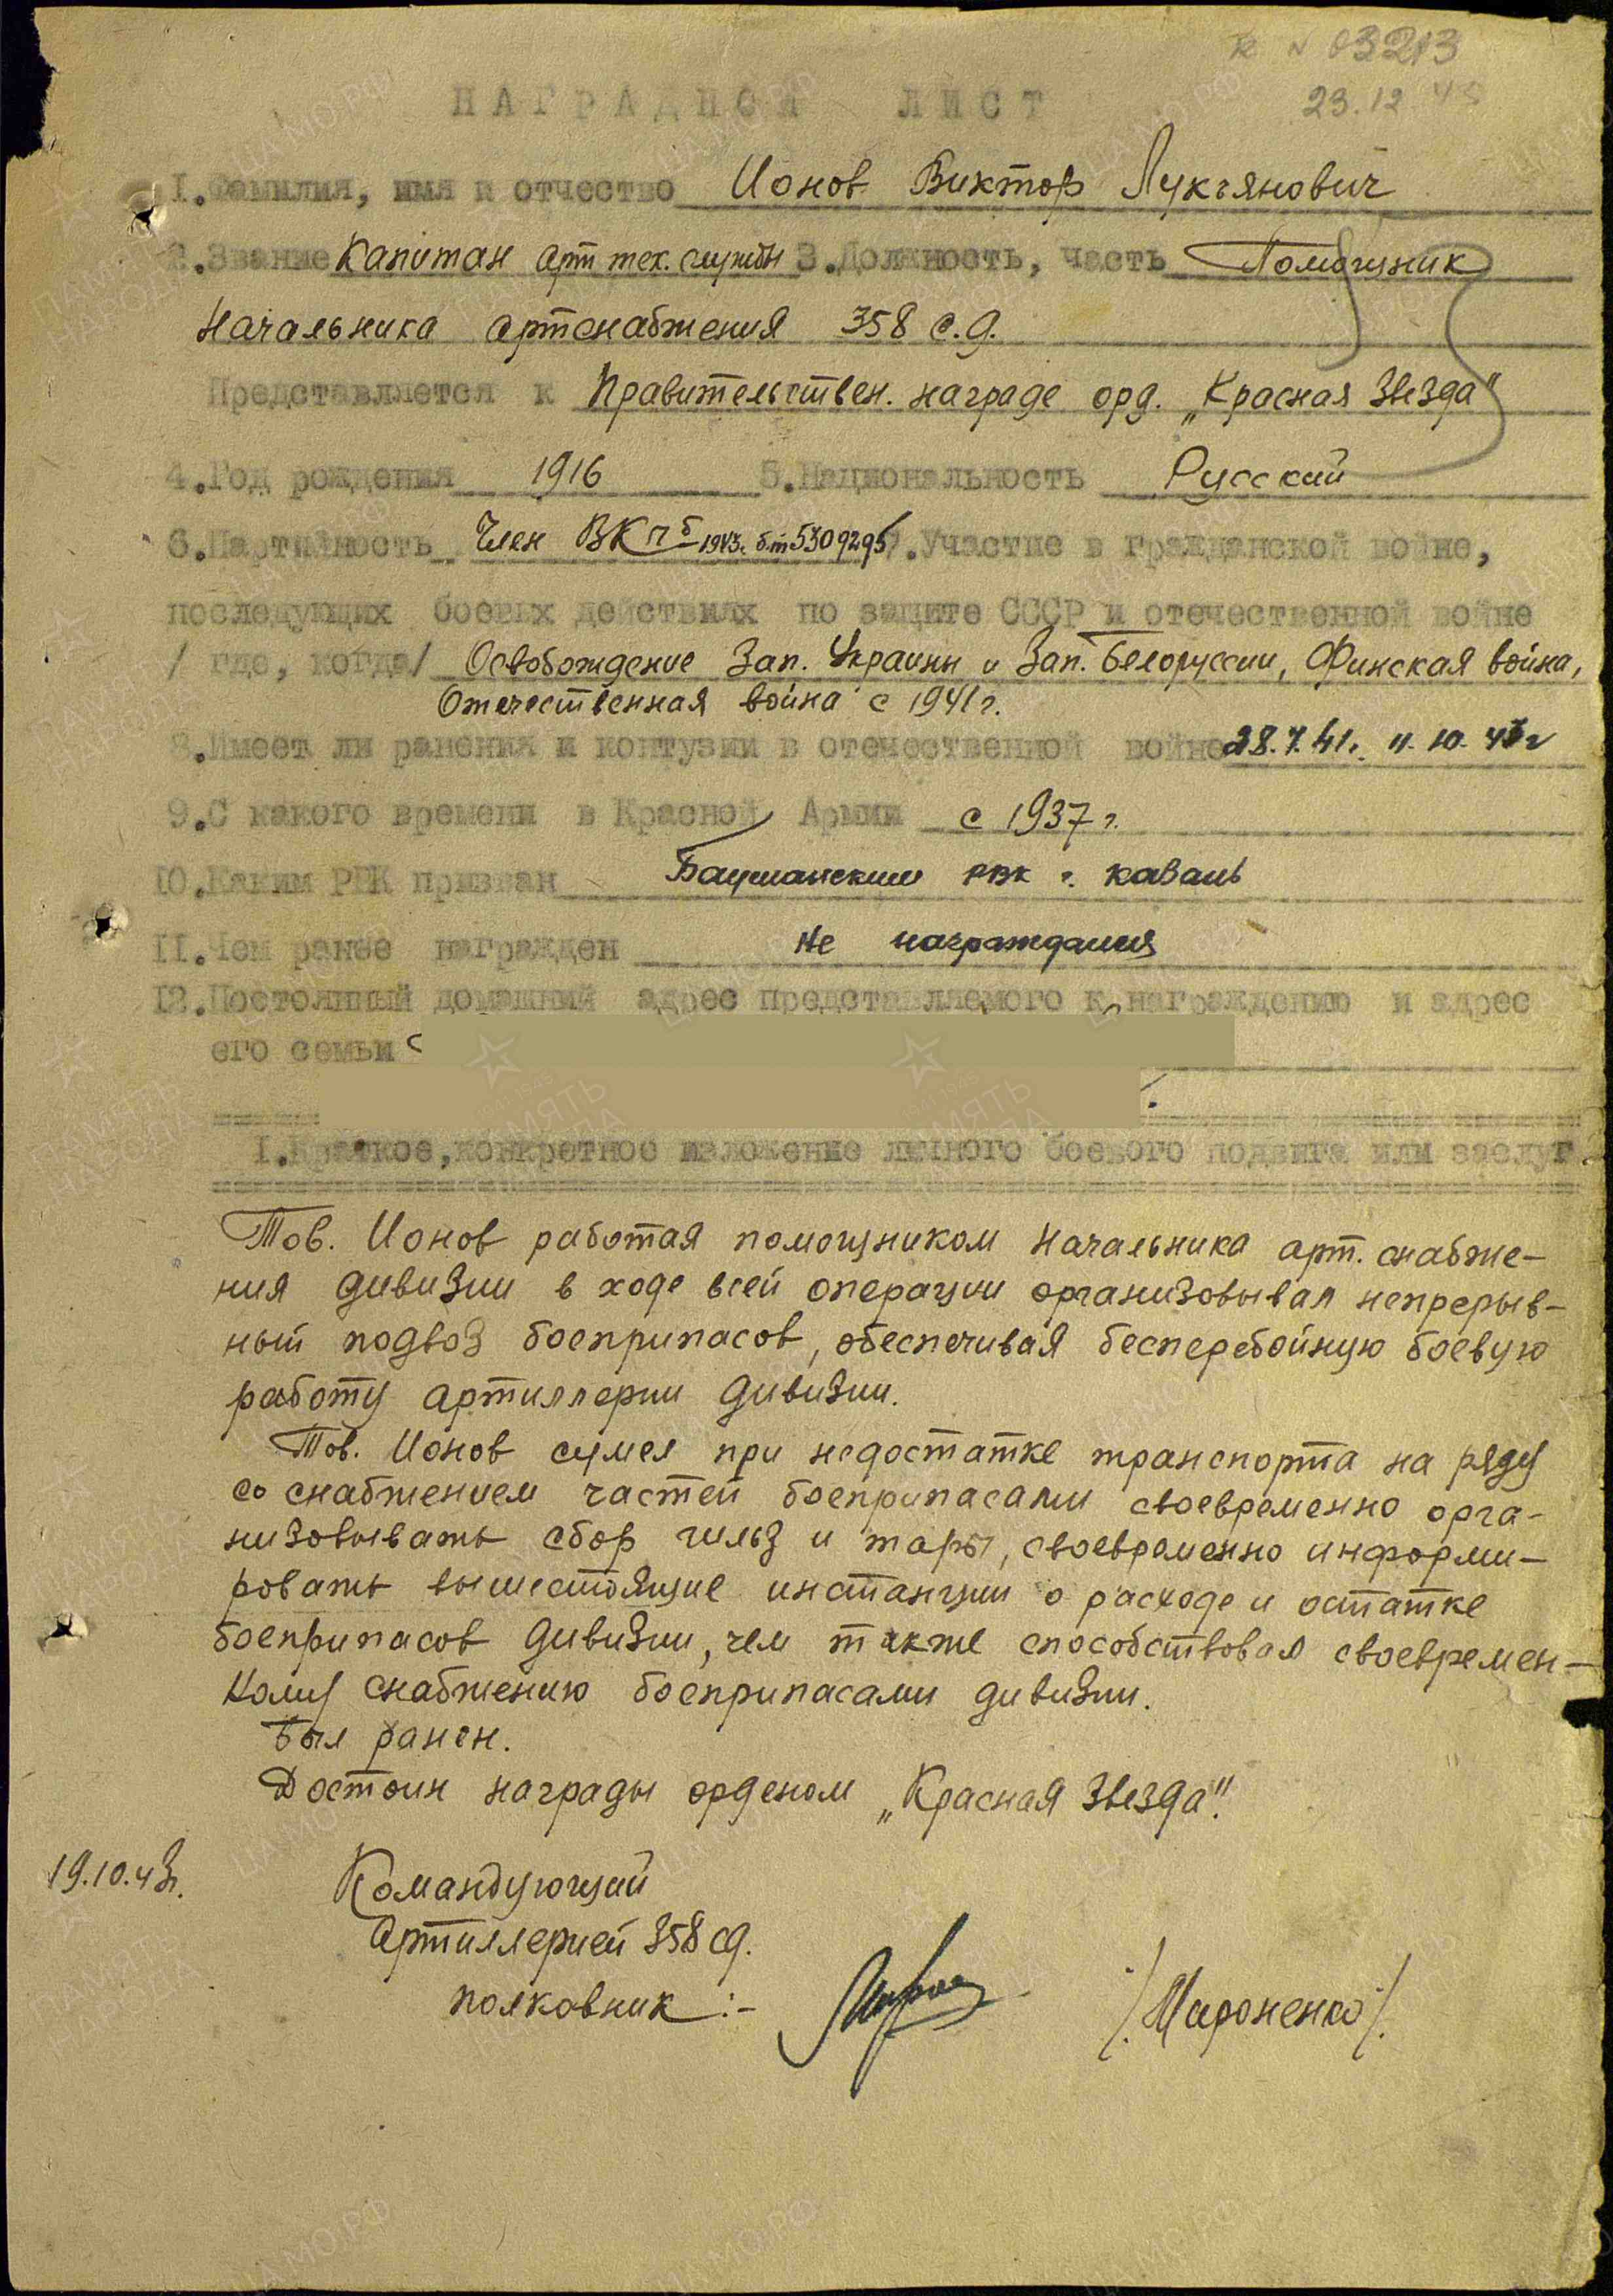 к N 03213
23.12.43
НАГРАДНОЙ ЛИСТ
1.Фамилия, имя и отчество Ионов Виктор Лукьянович
2.Звание Капитан арт тех. службы 3.Должность, часть Помощник
Начальника артснабжения 358 с.д.
Представляется к Правительствен. награде орд. „Красная Звезда"
4.Год рождения 1916 5.Национальность Русский
6.Партийность Член ВКПб 1943г. б.т 5309295 7.Участие в гражданской войне,
последующих боевых действиях по защите СССР и отечественной войне
/ где, когда/ Освобождение Зап. Украины и Зап. Белоруссии, Финская война,
Отечественная война с 1941 г.
8.Имеет ли ранения и контузии в отечественной войне 28.7.41г. 11.10.43г
9.С какого времени в Красной Армии с 1937 г.
10.Каким РВК призван Бауманским РВК г. Казань
11.Чем ранее награжден Не награждался
12.Постоянный домашний адрес представляемого к награждению и адрес
его семьи
1.Краткое, конкретное изложение личного боевого подвига или заслуг.
Тов. Ионов работая помощником Начальника арт. снабже-
ния дивизии в ходе всей операции организовывал непрерыв-
ный подвоз боеприпасов, обеспечивая бесперебойную боевую
работу артиллерии дивизии.
Тов. Ионов сумел при недостатке транспорта на ряду
со снабжением частей боеприпасами своевременно орга-
низовывать сбор гильз и тары, своевременно информи-
ровать вышестоящие инстанции о расходе и остатке
боеприпасов дивизии, чем также способствовал своевремен-
ному снабжению боеприпасами дивизии.
Был ранен.
Достоин награды орденом „Красная Звезда".
19.10.43г.
Командующий
Артиллерией 358 сд.
полковник :- /Мироненко/.